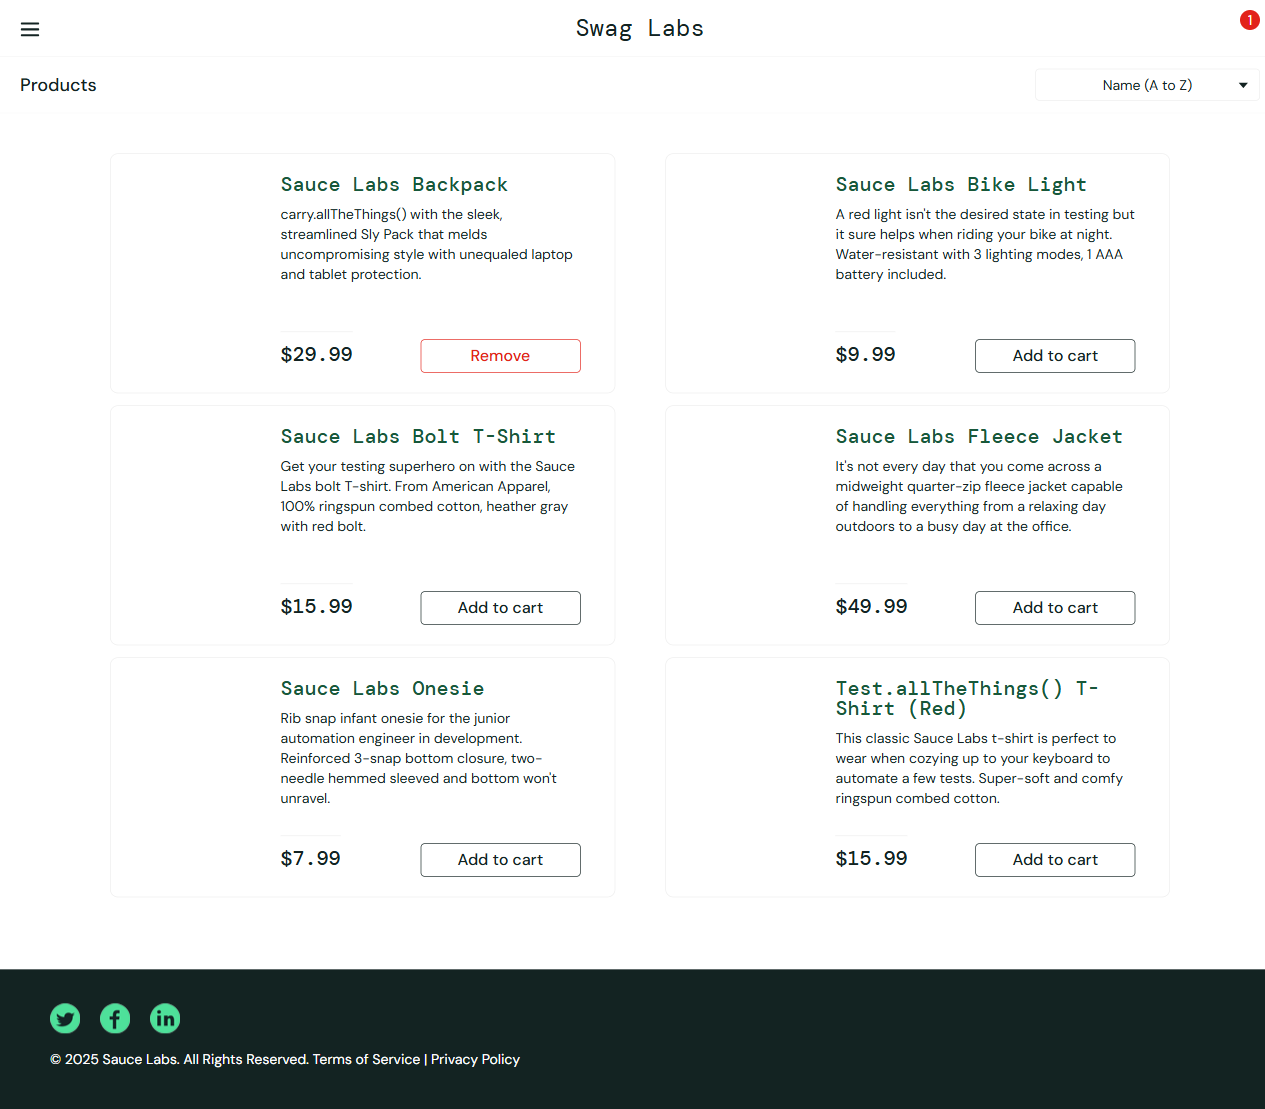 Swag Labs
1
Products
Name (A to Z)
Sauce Labs Backpack
carry.allTheThings() with the sleek,
streamlined Sly Pack that melds
uncompromising style with unequaled laptop
and tablet protection.
$29.99
Remove
Sauce Labs Bike Light
A red light isn't the desired state in testing but
it sure helps when riding your bike at night.
Water-resistant with 3 lighting modes, 1 AAA
battery included.
$9.99
Add to cart
Sauce Labs Bolt T-Shirt
Get your testing superhero on with the Sauce
Labs bolt T-shirt. From American Apparel,
100% ringspun combed cotton, heather gray
with red bolt.
$15.99
Add to cart
Sauce Labs Fleece Jacket
It's not every day that you come across a
midweight quarter-zip fleece jacket capable
of handling everything from a relaxing day
outdoors to a busy day at the office.
$49.99
Add to cart
Sauce Labs Onesie
Rib snap infant onesie for the junior
automation engineer in development.
Reinforced 3-snap bottom closure, two-
needle hemmed sleeved and bottom won't
unravel.
$7.99
Add to cart
Test.allTheThings() T-
Shirt (Red)
This classic Sauce Labs t-shirt is perfect to
wear when cozying up to your keyboard to
automate a few tests. Super-soft and comfy
ringspun combed cotton.
$15.99
Add to cart
© 2025 Sauce Labs. All Rights Reserved. Terms of Service | Privacy Policy